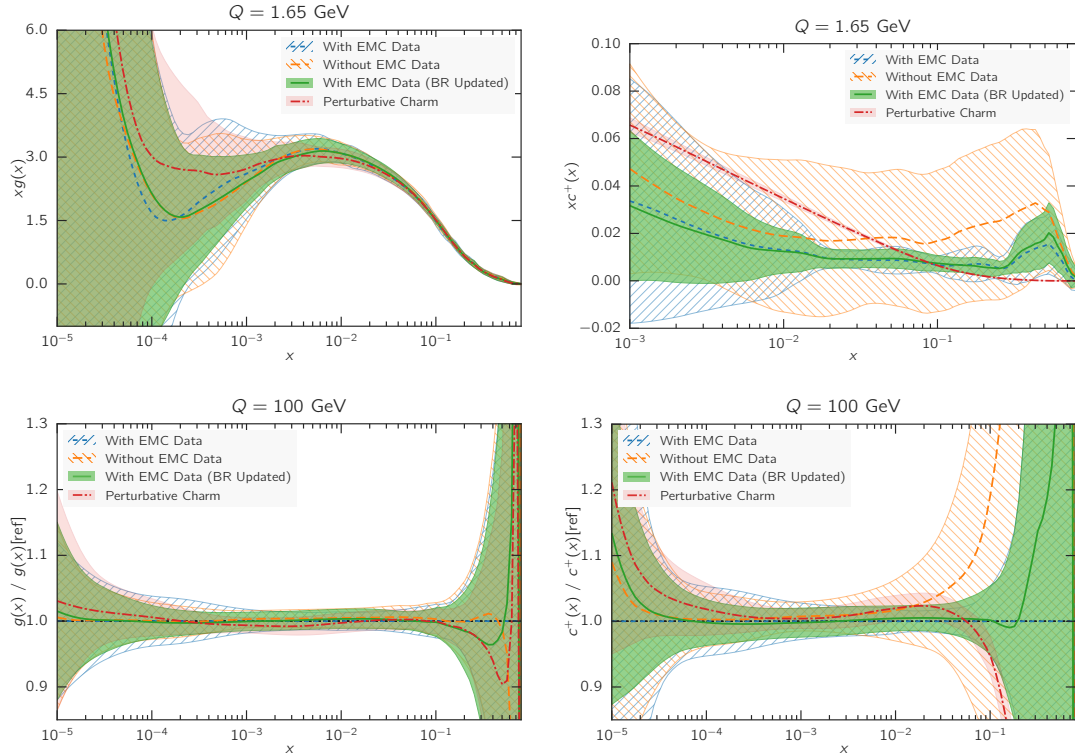 Q = 1.65 GeV
6.0
4.5
3.0
1.5
0.0
xg(x)
With EMC Data
Without EMC Data
With EMC Data (BR Updated)
Perturbative Charm
10⁻⁵ 10⁻⁴ 10⁻³ 10⁻² 10⁻¹
x
Q = 1.65 GeV
0.10
0.08
0.06
0.04
0.02
0.00
−0.02
xc⁺(x)
With EMC Data
Without EMC Data
With EMC Data (BR Updated)
Perturbative Charm
10⁻³ 10⁻² 10⁻¹
x
Q = 100 GeV
1.3
1.2
1.1
1.0
0.9
g(x) / g(x)[ref]
With EMC Data
Without EMC Data
With EMC Data (BR Updated)
Perturbative Charm
10⁻⁵ 10⁻⁴ 10⁻³ 10⁻² 10⁻¹
x
Q = 100 GeV
1.3
1.2
1.1
1.0
0.9
c⁺(x) / c⁺(x)[ref]
With EMC Data
Without EMC Data
With EMC Data (BR Updated)
Perturbative Charm
10⁻⁵ 10⁻⁴ 10⁻³ 10⁻² 10⁻¹
x